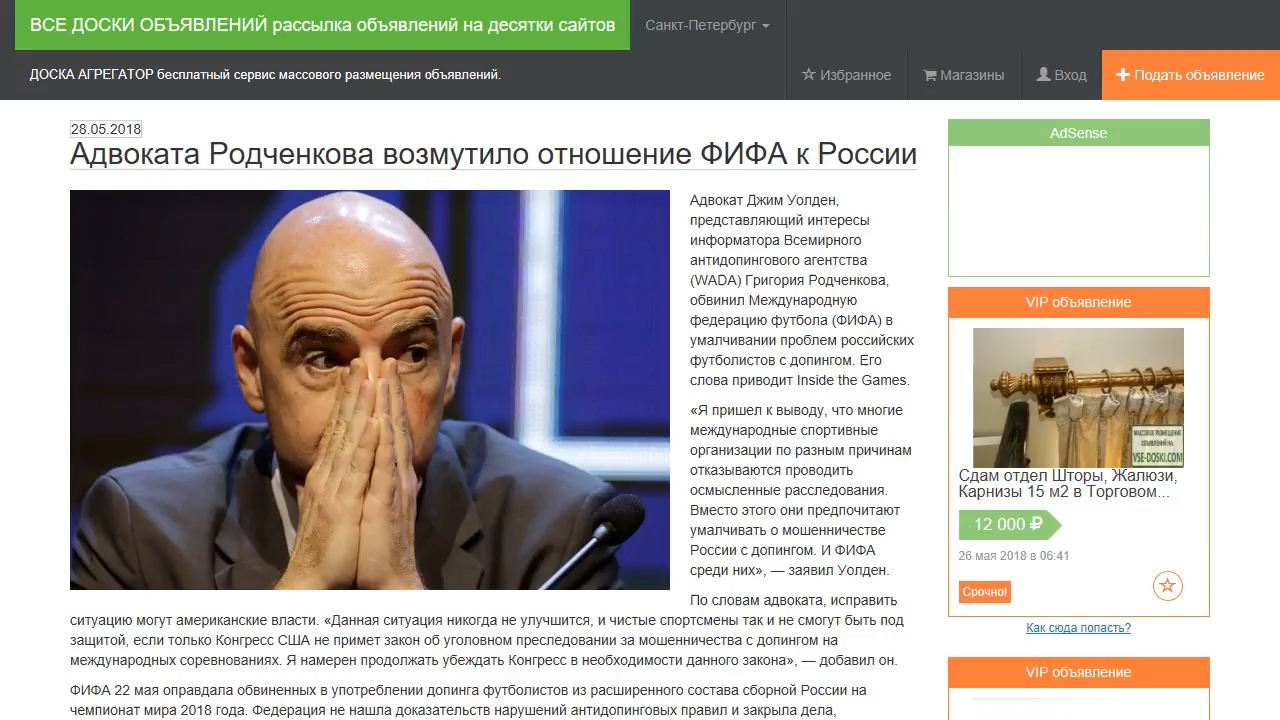 ВСЕ ДОСКИ ОБЪЯВЛЕНИЙ рассылка объявлений на десятки сайтов
Санкт-Петербург
ДОСКА АГРЕГАТОР бесплатный сервис массового размещения объявлений.
Избранное
Магазины
Вход
Подать объявление
28.05.2018
Адвоката Родченкова возмутило отношение ФИФА к России
Адвокат Джим Уолден,
представляющий интересы
информатора Всемирного
антидопингового агентства
(WADA) Григория Родченкова,
обвинил Международную
федерацию футбола (ФИФА) в
умалчивании проблем российских
футболистов с допингом. Его
слова приводит Inside the Games.
«Я пришел к выводу, что многие
международные спортивные
организации по разным причинам
отказываются проводить
осмысленные расследования.
Вместо этого они предпочитают
умалчивать о мошенничестве
России с допингом. И ФИФА
среди них», — заявил Уолден.
По словам адвоката, исправить
ситуацию могут американские власти. «Данная ситуация никогда не улучшится, и чистые спортсмены так и не смогут быть под
защитой, если только Конгресс США не примет закон об уголовном преследовании за мошенничества с допингом на
международных соревнованиях. Я намерен продолжать убеждать Конгресс в необходимости данного закона», — добавил он.
ФИФА 22 мая оправдала обвиненных в употреблении допинга футболистов из расширенного состава сборной России на
чемпионат мира 2018 года. Федерация не нашла доказательств нарушений антидопинговых правил и закрыла дела,
AdSense
VIP объявление
МАССОВОЕ РАЗМЕЩЕНИЕ
ОБЪЯВЛЕНИЙ НА
VSE-DOSKI.COM
Сдам отдел Шторы, Жалюзи,
Карнизы 15 м2 в Торговом...
12 000 ₽
26 мая 2018 в 06:41
Срочно!
Как сюда попасть?
VIP объявление